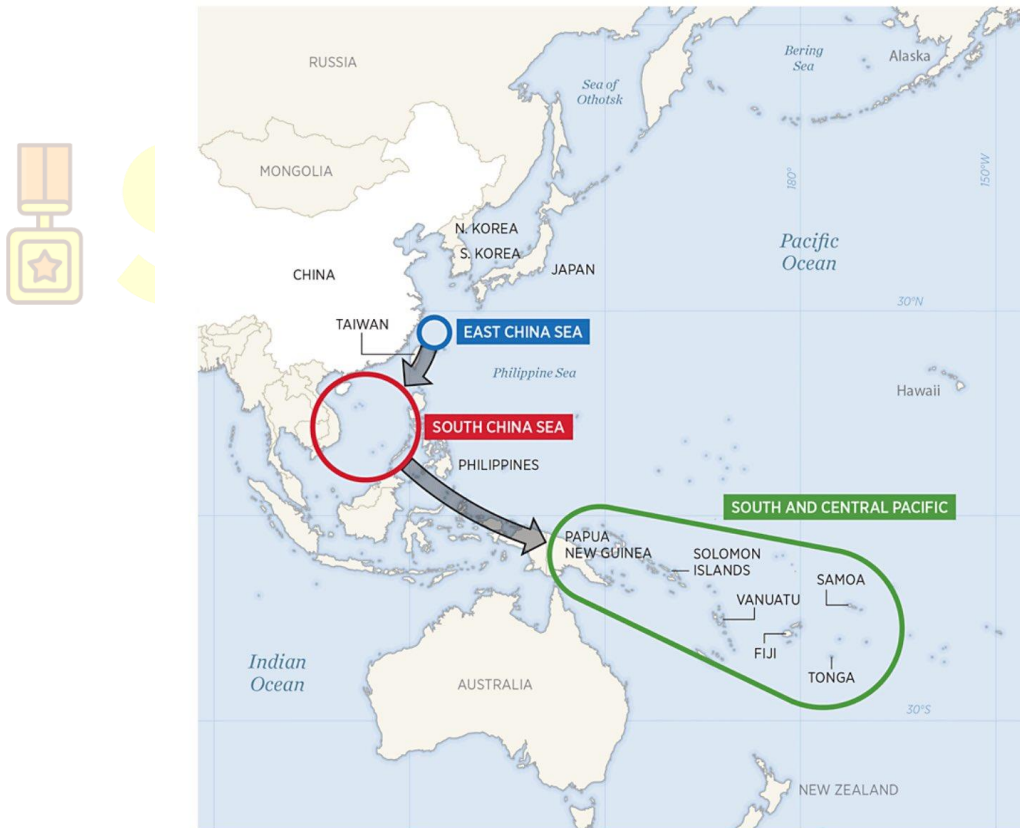 RUSSIA
Sea of
Othotsk
Bering
Sea
Alaska
MONGOLIA
180°
150°W
N. KOREA
S. KOREA
JAPAN
Pacific
Ocean
CHINA
30°N
TAIWAN
EAST CHINA SEA
Philippine Sea
Hawaii
SOUTH CHINA SEA
PHILIPPINES
SOUTH AND CENTRAL PACIFIC
PAPUA
NEW GUINEA
SOLOMON
ISLANDS
SAMOA
VANUATU
FIJI
TONGA
Indian
Ocean
AUSTRALIA
30°S
NEW ZEALAND